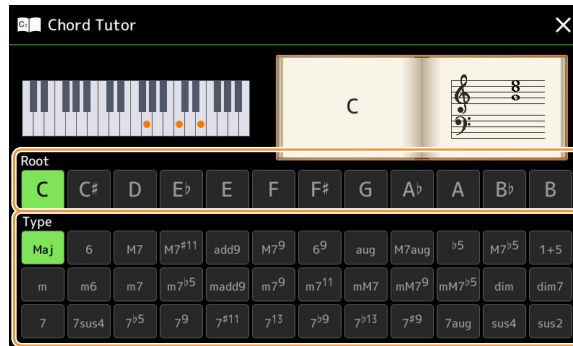 C7 Chord Tutor
C
Root
C C♯ D E♭ E F F♯ G A♭ A B♭ B
Type
Maj 6 M7 M7♯11 add9 M79 69 aug M7aug ♭5 M7♭5 1+5
m m6 m7 m7♭5 madd9 m79 m711 mM7 mM79 mM7♭5 dim dim7
7 7sus4 7♭5 79 7♯11 713 7♭9 7♭13 7♯9 7aug sus4 sus2